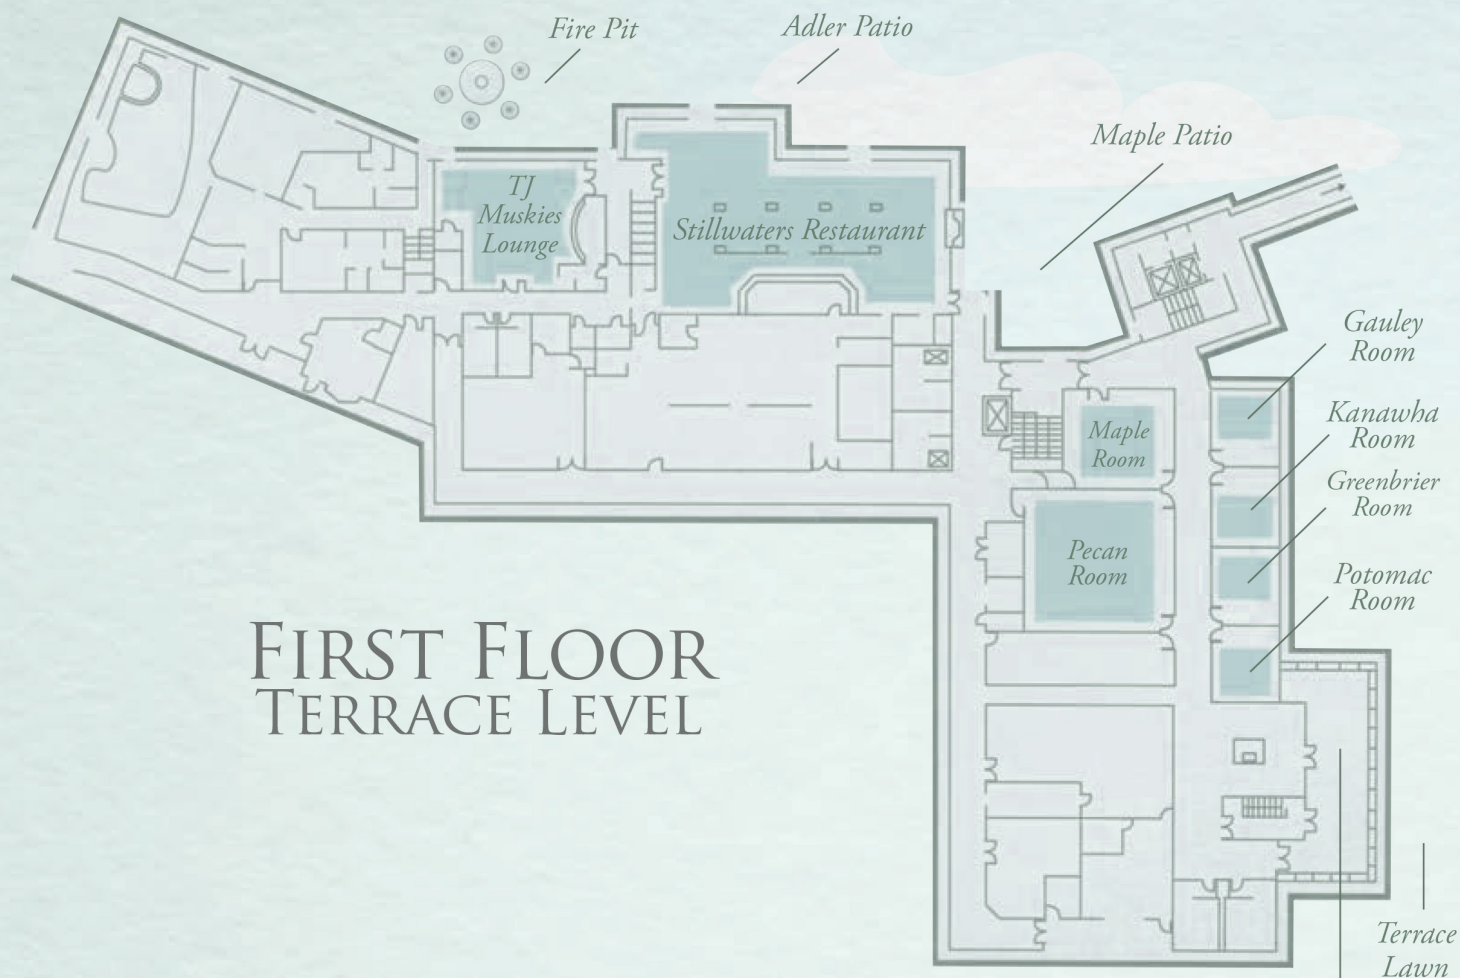 Fire Pit
Adler Patio
Maple Patio
TJ
Muskies
Lounge
Stillwaters Restaurant
Gauley
Room
Kanawha
Room
Maple
Room
Greenbrier
Room
Pecan
Room
Potomac
Room
FIRST FLOOR
TERRACE LEVEL
Terrace
Lawn